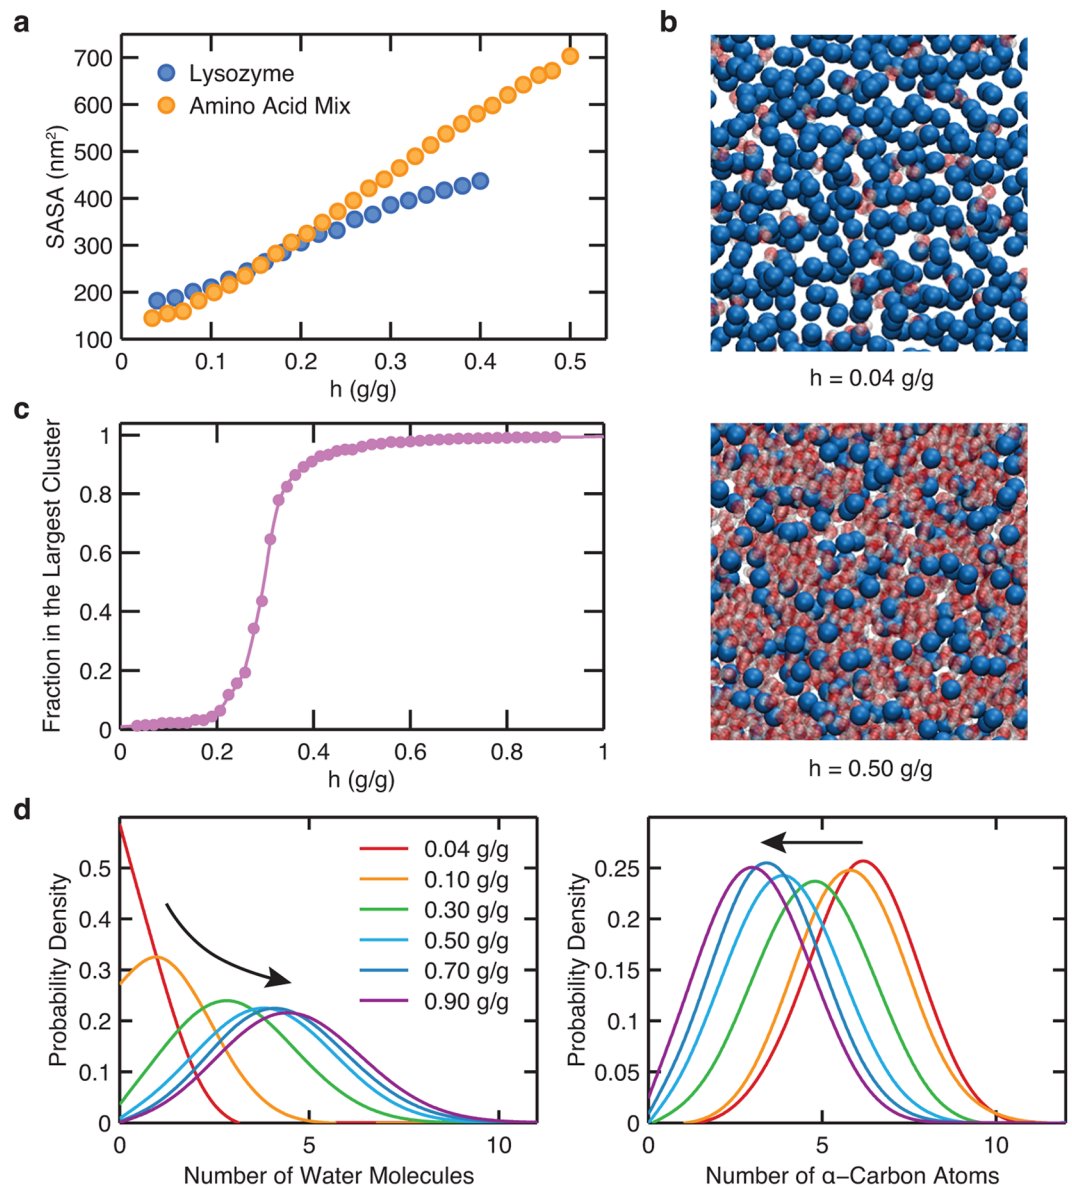 a
SASA (nm²)
700
600
500
400
300
200
100
Lysozyme
Amino Acid Mix
0
0.1
0.2
0.3
0.4
0.5
h (g/g)
b
h = 0.04 g/g
h = 0.50 g/g
c
Fraction in the Largest Cluster
1
0.8
0.6
0.4
0.2
0
0
0.2
0.4
0.6
0.8
1
h (g/g)
d
Probability Density
0.5
0.4
0.3
0.2
0.1
0
0.04 g/g
0.10 g/g
0.30 g/g
0.50 g/g
0.70 g/g
0.90 g/g
0
5
10
Number of Water Molecules
Probability Density
0.25
0.2
0.15
0.1
0.05
0
0
5
10
Number of α−Carbon Atoms